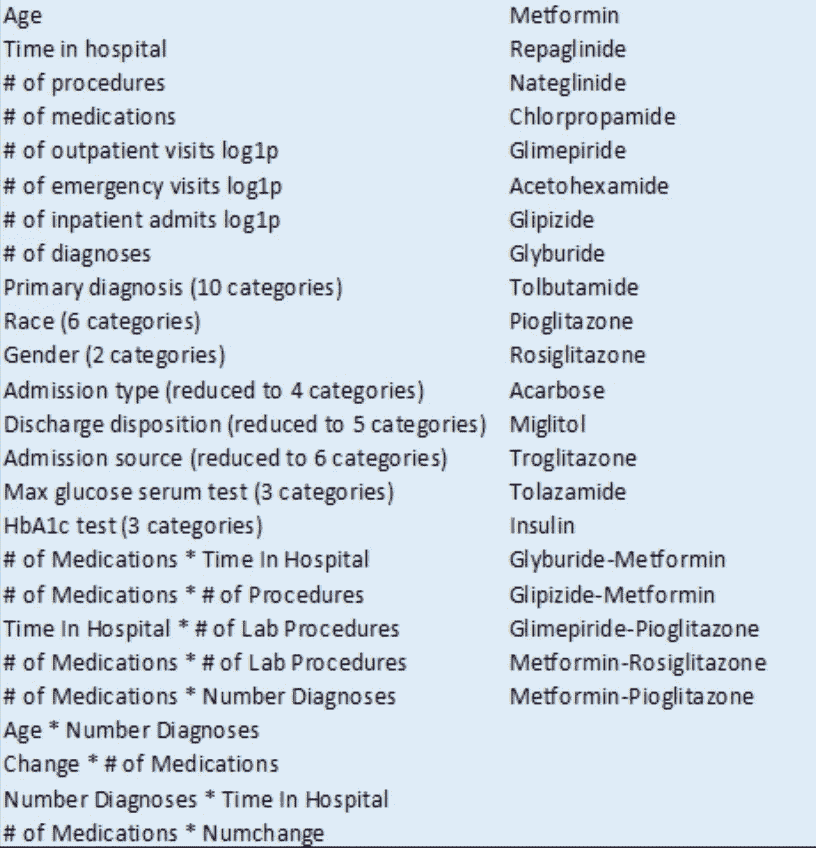 Age
Time in hospital
# of procedures
# of medications
# of outpatient visits log1p
# of emergency visits log1p
# of inpatient admits log1p
# of diagnoses
Primary diagnosis (10 categories)
Race (6 categories)
Gender (2 categories)
Admission type (reduced to 4 categories)
Discharge disposition (reduced to 5 categories)
Admission source (reduced to 6 categories)
Max glucose serum test (3 categories)
HbA1c test (3 categories)
# of Medications * Time In Hospital
# of Medications * # of Procedures
Time In Hospital * # of Lab Procedures
# of Medications * # of Lab Procedures
# of Medications * Number Diagnoses
Age * Number Diagnoses
Change * # of Medications
Number Diagnoses * Time In Hospital
# of Medications * Numchange
Metformin
Repaglinide
Nateglinide
Chlorpropamide
Glimepiride
Acetohexamide
Glipizide
Glyburide
Tolbutamide
Pioglitazone
Rosiglitazone
Acarbose
Miglitol
Troglitazone
Tolazamide
Insulin
Glyburide-Metformin
Glipizide-Metformin
Glimepiride-Pioglitazone
Metformin-Rosiglitazone
Metformin-Pioglitazone